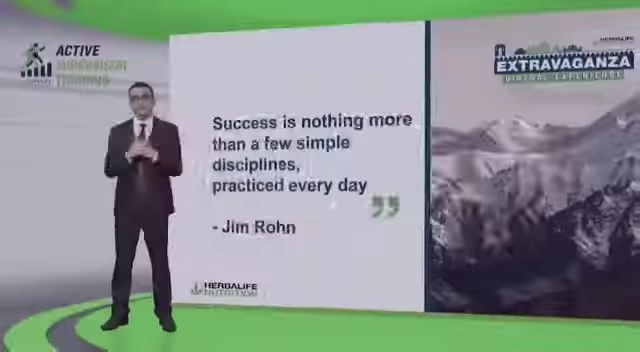 ACTIVE
SUPERVISOR
TRAINING
Success is nothing more
than a few simple
disciplines,
practiced every day
”
- Jim Rohn
HERBALIFE
NUTRITION
HERBALIFE
EXTRAVAGANZA
VIRTUAL EXPERIENCE